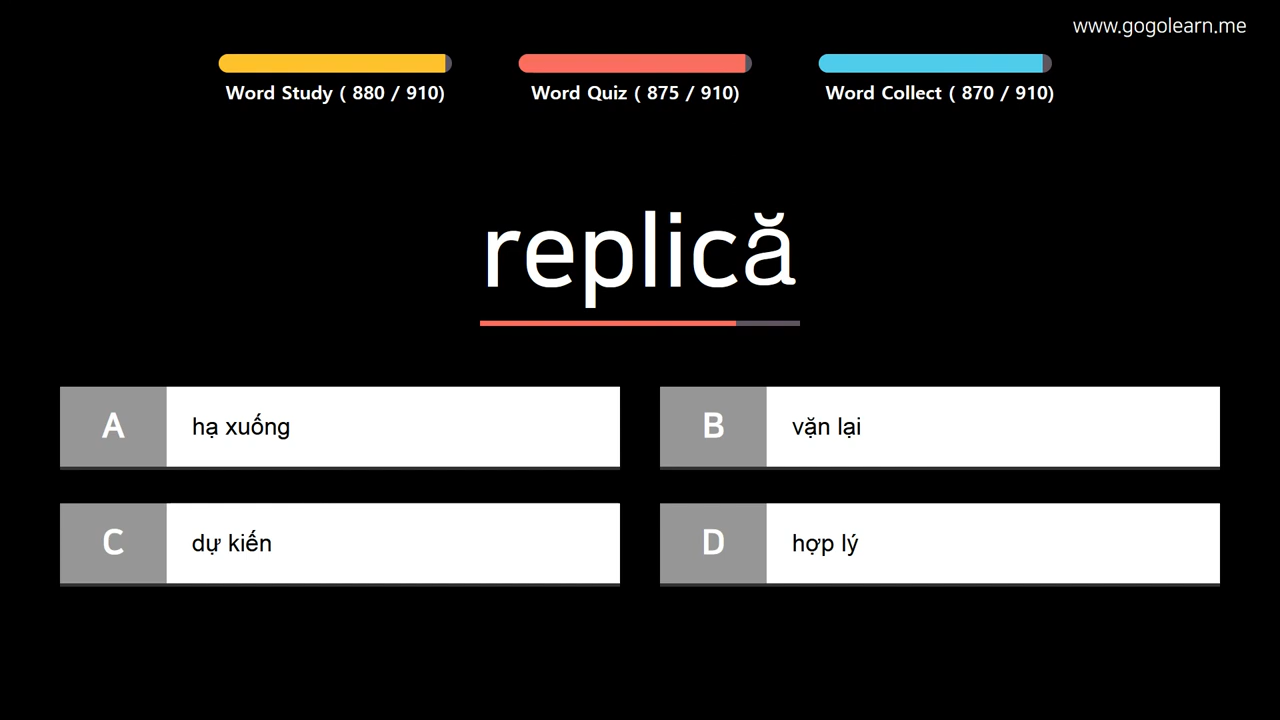 www.gogolearn.me
Word Study ( 880 / 910)
Word Quiz ( 875 / 910)
Word Collect ( 870 / 910)
replică
A
hạ xuống
B
vặn lại
C
dự kiến
D
hợp lý